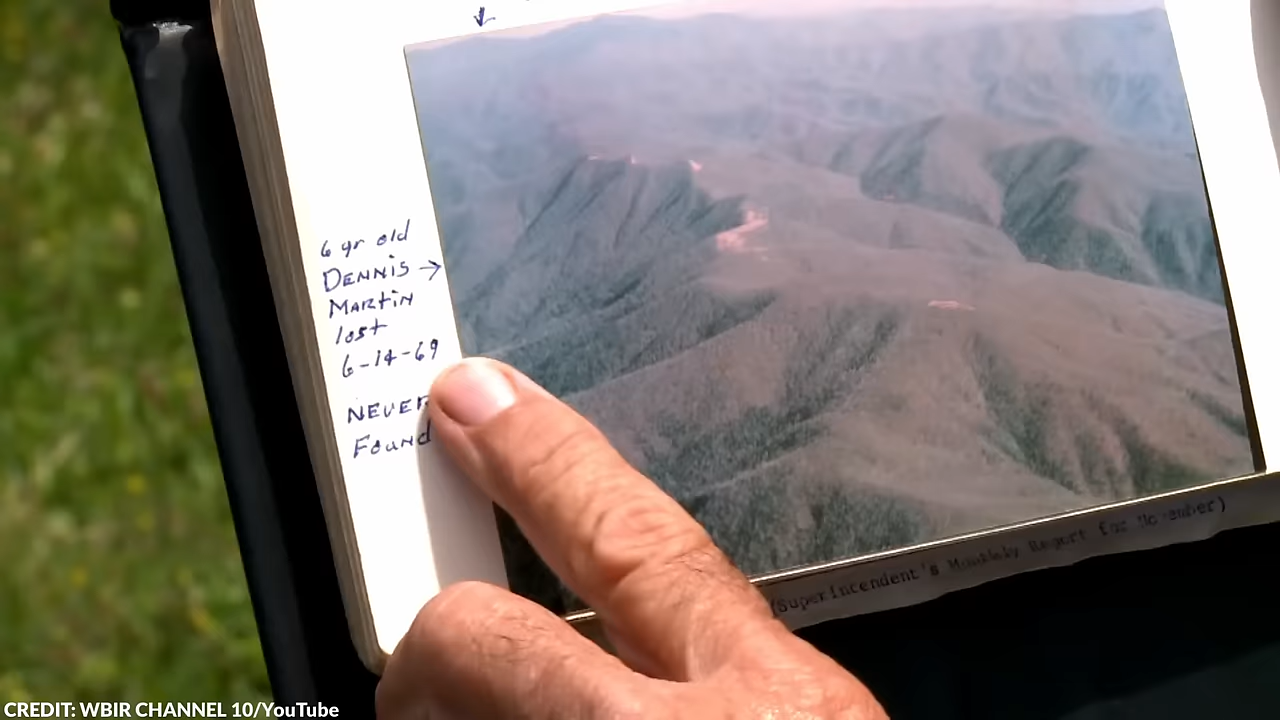 6 yr old
DENNIS →
MARTIN
lost
6-14-69
NEVER
FOUND
(Superincendent's Monthly Report for November)
CREDIT: WBIR CHANNEL 10/YouTube